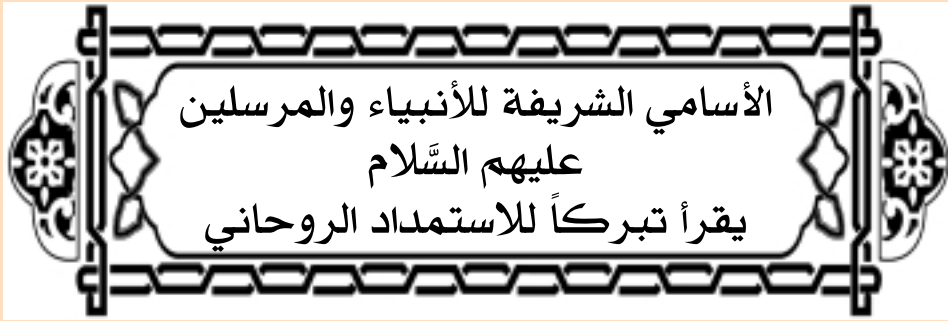 الأسامي الشريفة للأنبياء والمرسلين
عليهم السَّلام
يقرأ تبركاً للاستمداد الروحاني